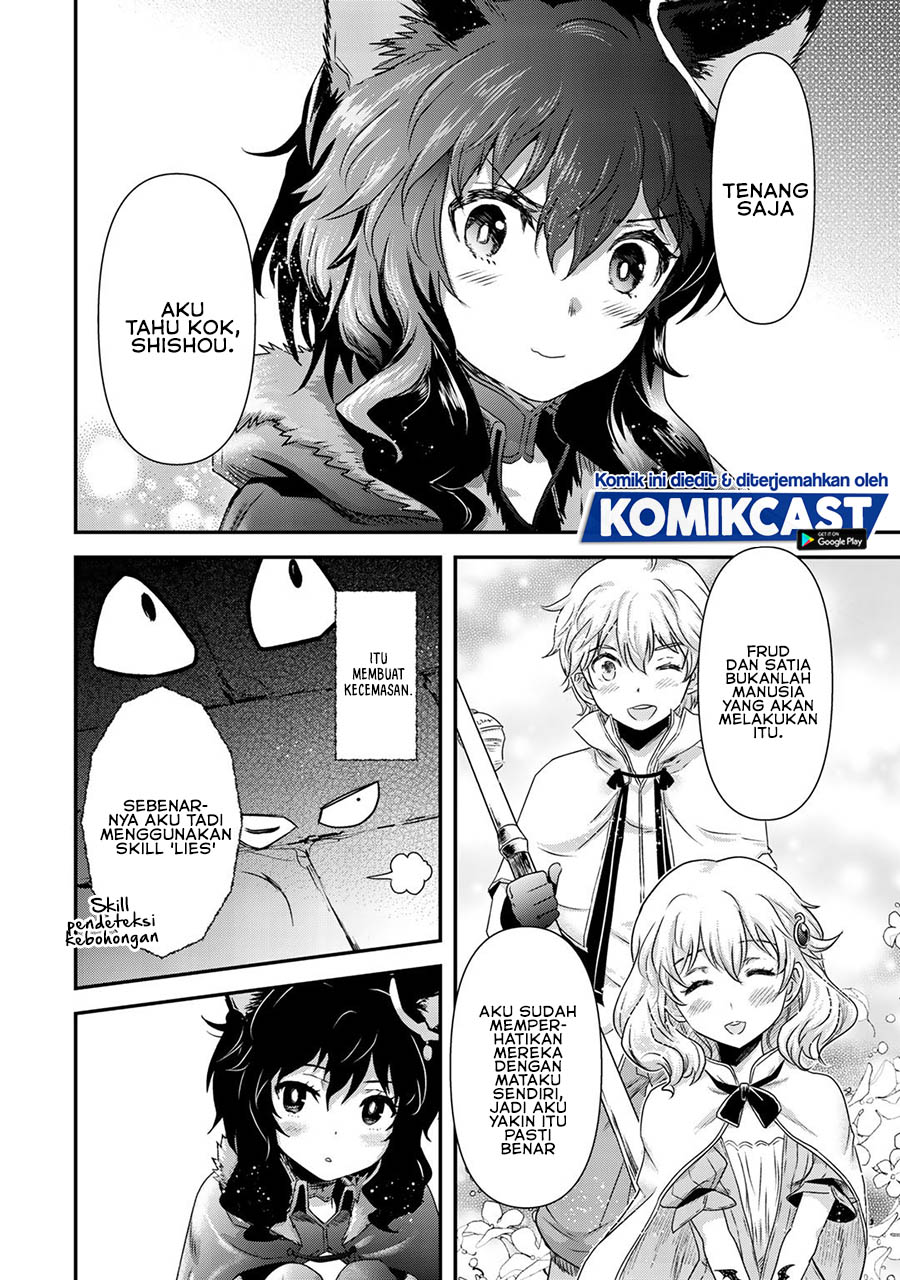 TENANG
SAJA
AKU
TAHU KOK,
SHISHOU.
Komik ini diedit & diterjemahkan oleh
KOMIKCAST
GET IT ON
Google Play
FRUD
DAN SATIA
BUKANLAH
MANUSIA
YANG AKAN
MELAKUKAN
ITU.
AKU SUDAH
MEMPER-
HATIKAN
MEREKA
DENGAN
MATAKU
SENDIRI,
JADI AKU
YAKIN ITU
PASTI
BENAR
ITU
MEMBUAT
KECEMASAN.
SEBENAR-
NYA AKU TADI
MENGGUNAKAN
SKILL 'LIES'
Skill
pendeteksi
kebohongan